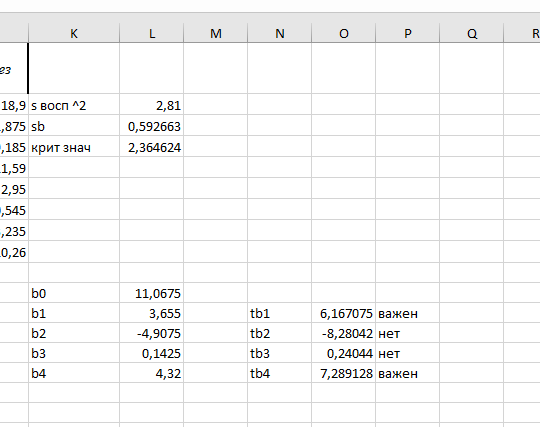 K L M N O P Q R
ез
18,9 s восп ^2 2,81
,875 sb 0,592663
,185 крит знач 2,364624
1,59
2,95
,545
,235
0,26
b0 11,0675
b1 3,655 tb1 6,167075 важен
b2 -4,9075 tb2 -8,28042 нет
b3 0,1425 tb3 0,24044 нет
b4 4,32 tb4 7,289128 важен